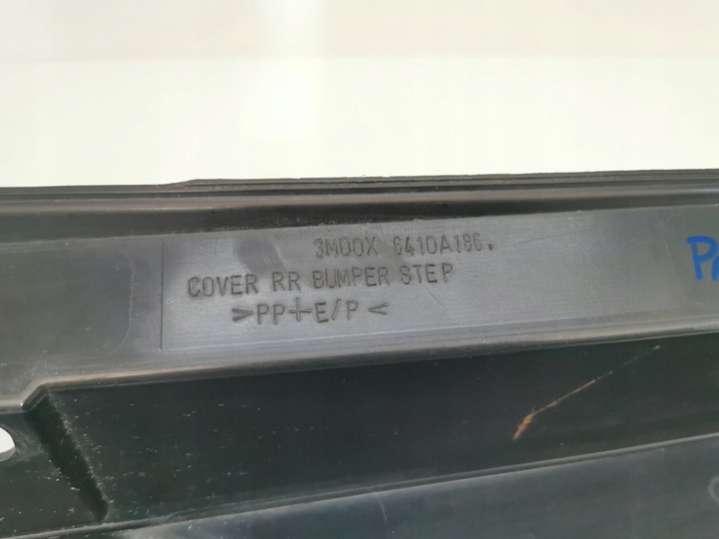 3M00X 6410A186.
COVER RR BUMPER STEP
>PP+E/P<